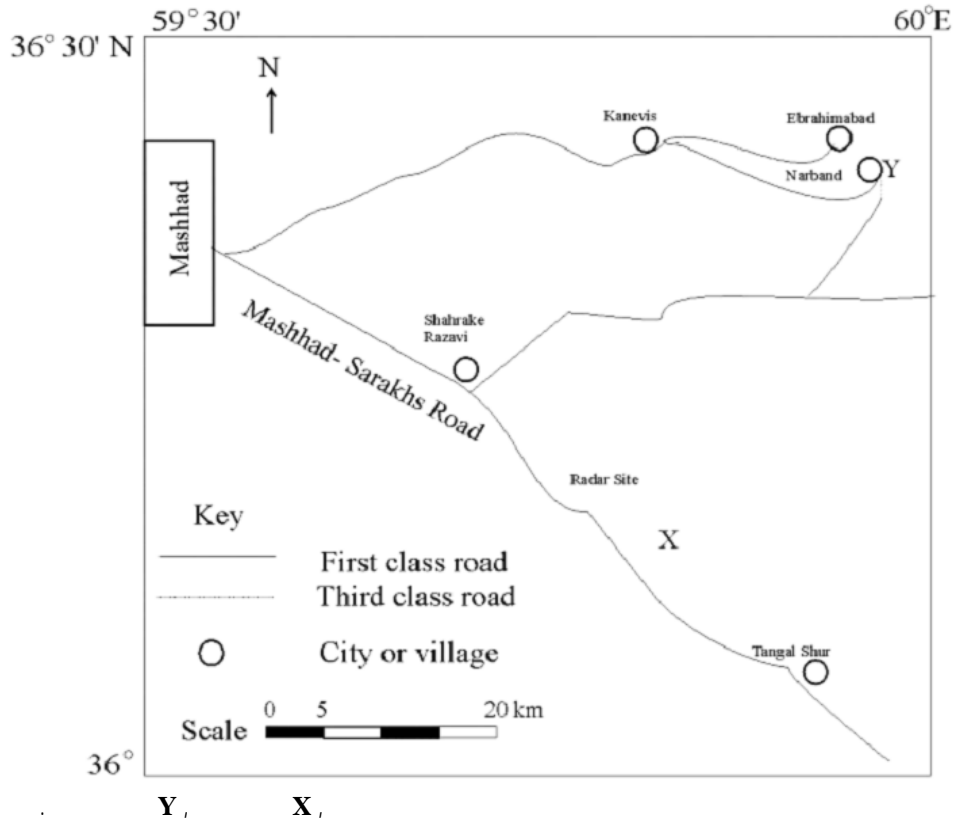 59°30' 60°E
36°30' N
N
Kanevis Ebrahimabad
Narband Y
Mashhad
Shahrake
Razavi
Mashhad- Sarakhs Road
Radar Site
Key
X
First class road
Third class road
City or village
Tangal Shur
0 5 20 km
Scale
36°
Y, X,